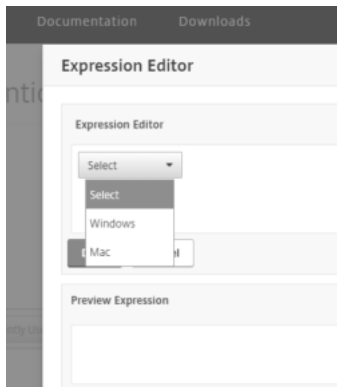 Documentation Downloads
Expression Editor
Expression Editor
Select
Select
Windows
Mac
Preview Expression